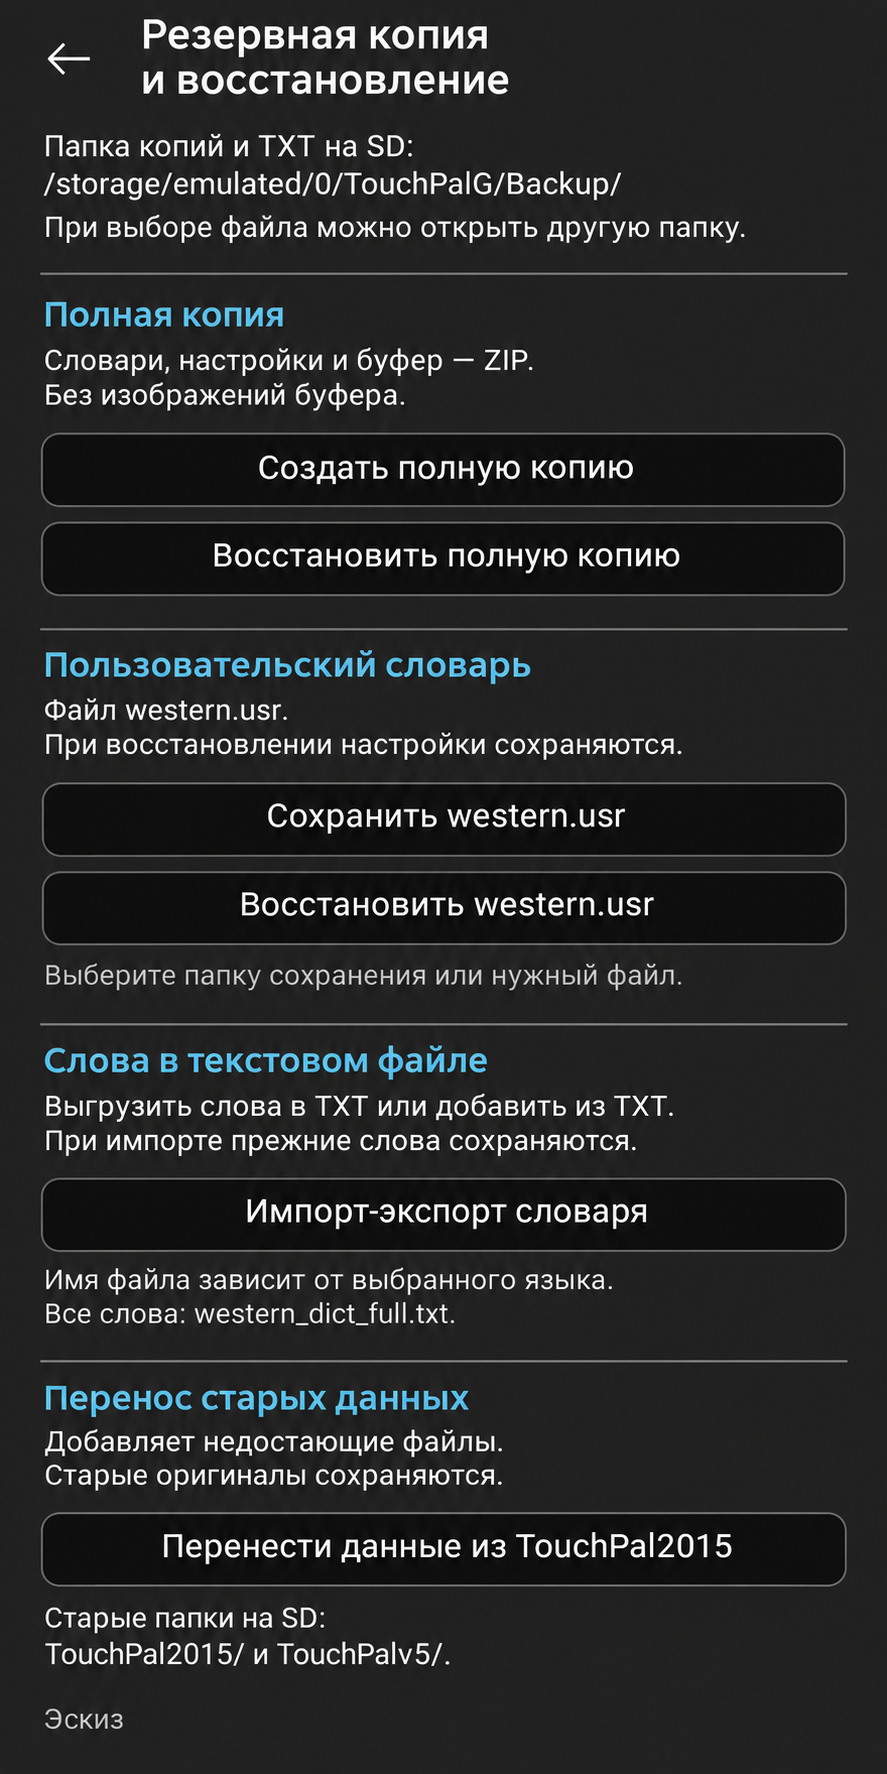 Резервная копия
и восстановление
Папка копий и TXT на SD:
/storage/emulated/0/TouchPalG/Backup/
При выборе файла можно открыть другую папку.
Полная копия
Словари, настройки и буфер — ZIP.
Без изображений буфера.
Создать полную копию
Восстановить полную копию
Пользовательский словарь
Файл western.usr.
При восстановлении настройки сохраняются.
Сохранить western.usr
Восстановить western.usr
Выберите папку сохранения или нужный файл.
Слова в текстовом файле
Выгрузить слова в TXT или добавить из TXT.
При импорте прежние слова сохраняются.
Импорт-экспорт словаря
Имя файла зависит от выбранного языка.
Все слова: western_dict_full.txt.
Перенос старых данных
Добавляет недостающие файлы.
Старые оригиналы сохраняются.
Перенести данные из TouchPal2015
Старые папки на SD:
TouchPal2015/ и TouchPalv5/.
Эскиз